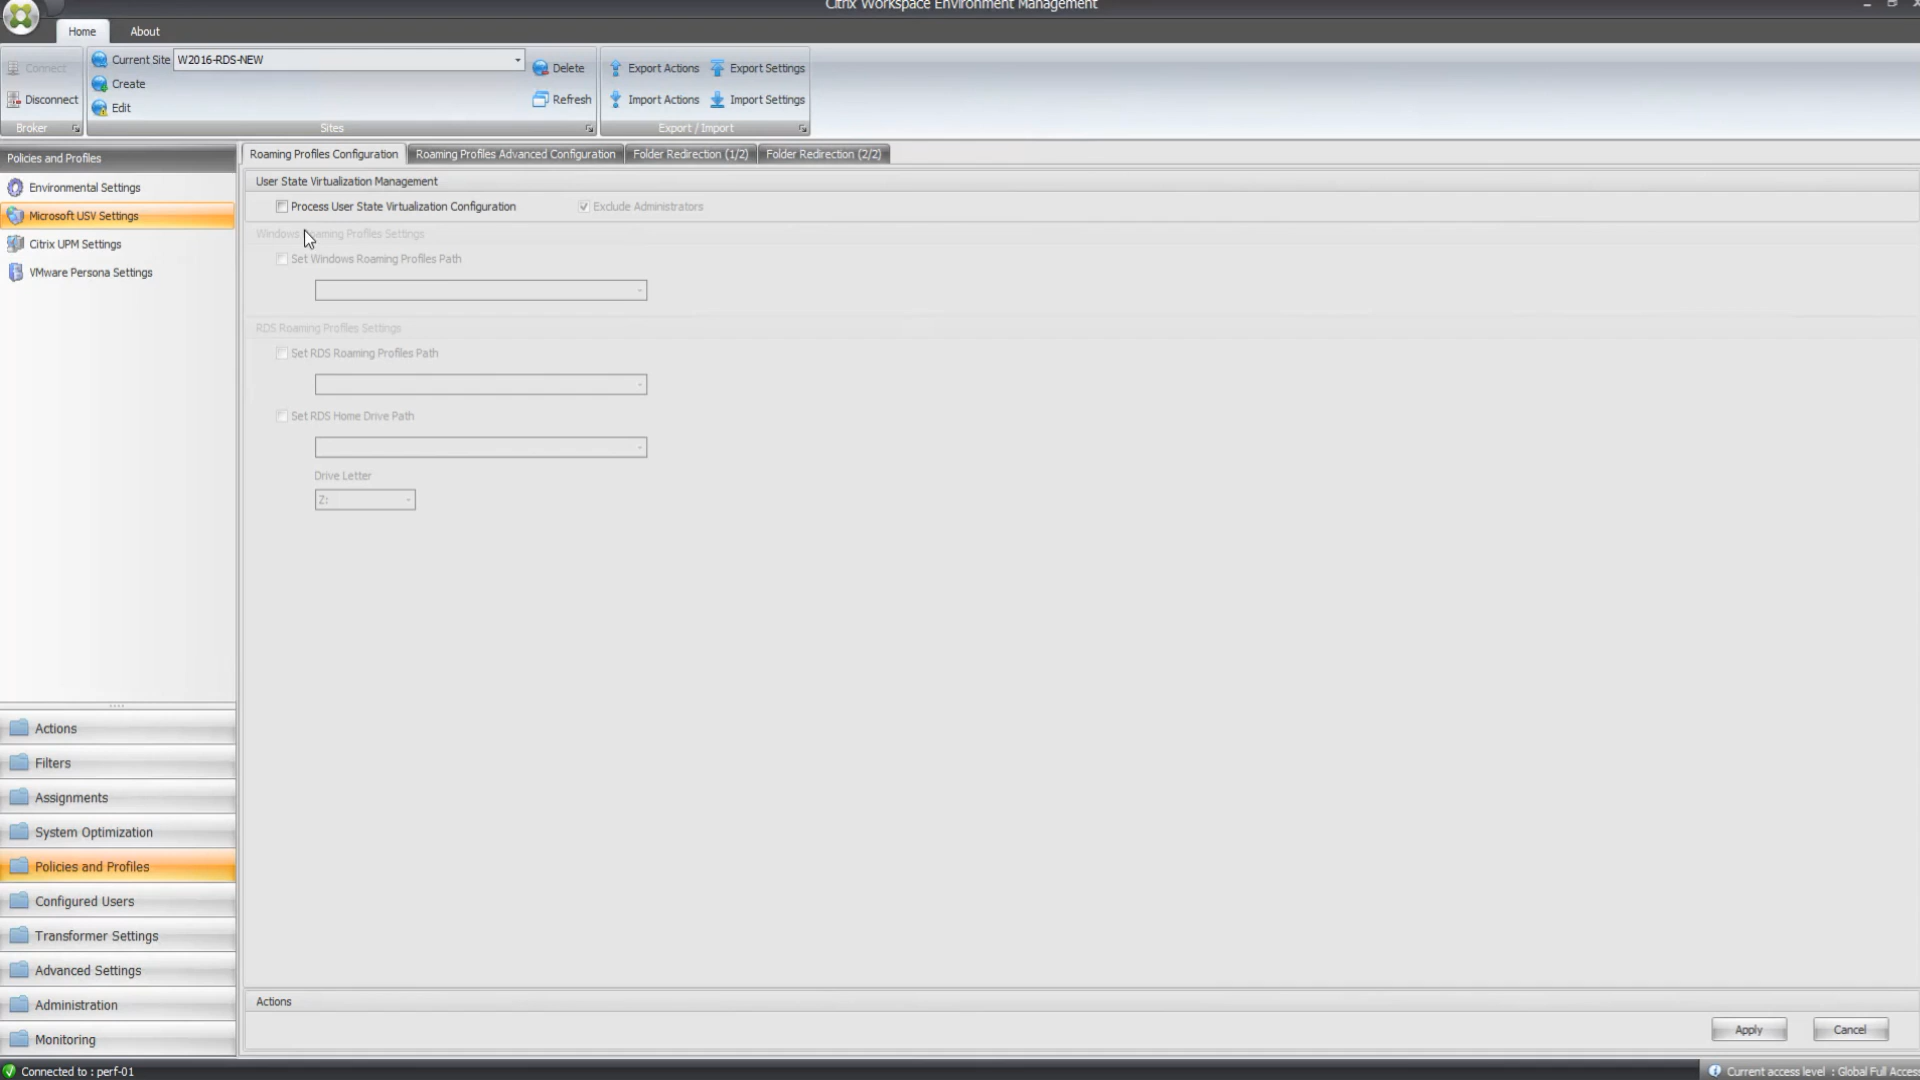 Citrix Workspace Environment Management
Home
About
Connect
Disconnect
Broker
Current Site
W2016-RDS-NEW
Create
Edit
Delete
Refresh
Sites
Export Actions
Export Settings
Import Actions
Import Settings
Export / Import
Policies and Profiles
Environmental Settings
Microsoft USV Settings
Citrix UPM Settings
VMware Persona Settings
Roaming Profiles Configuration
Roaming Profiles Advanced Configuration
Folder Redirection (1/2)
Folder Redirection (2/2)
User State Virtualization Management
Process User State Virtualization Configuration
Exclude Administrators
Windows Roaming Profiles Settings
Set Windows Roaming Profiles Path
RDS Roaming Profiles Settings
Set RDS Roaming Profiles Path
Set RDS Home Drive Path
Drive Letter
Z:
Actions
Filters
Assignments
System Optimization
Policies and Profiles
Configured Users
Transformer Settings
Advanced Settings
Administration
Monitoring
Actions
Apply
Cancel
Connected to : perf-01
Current access level : Global Full Access